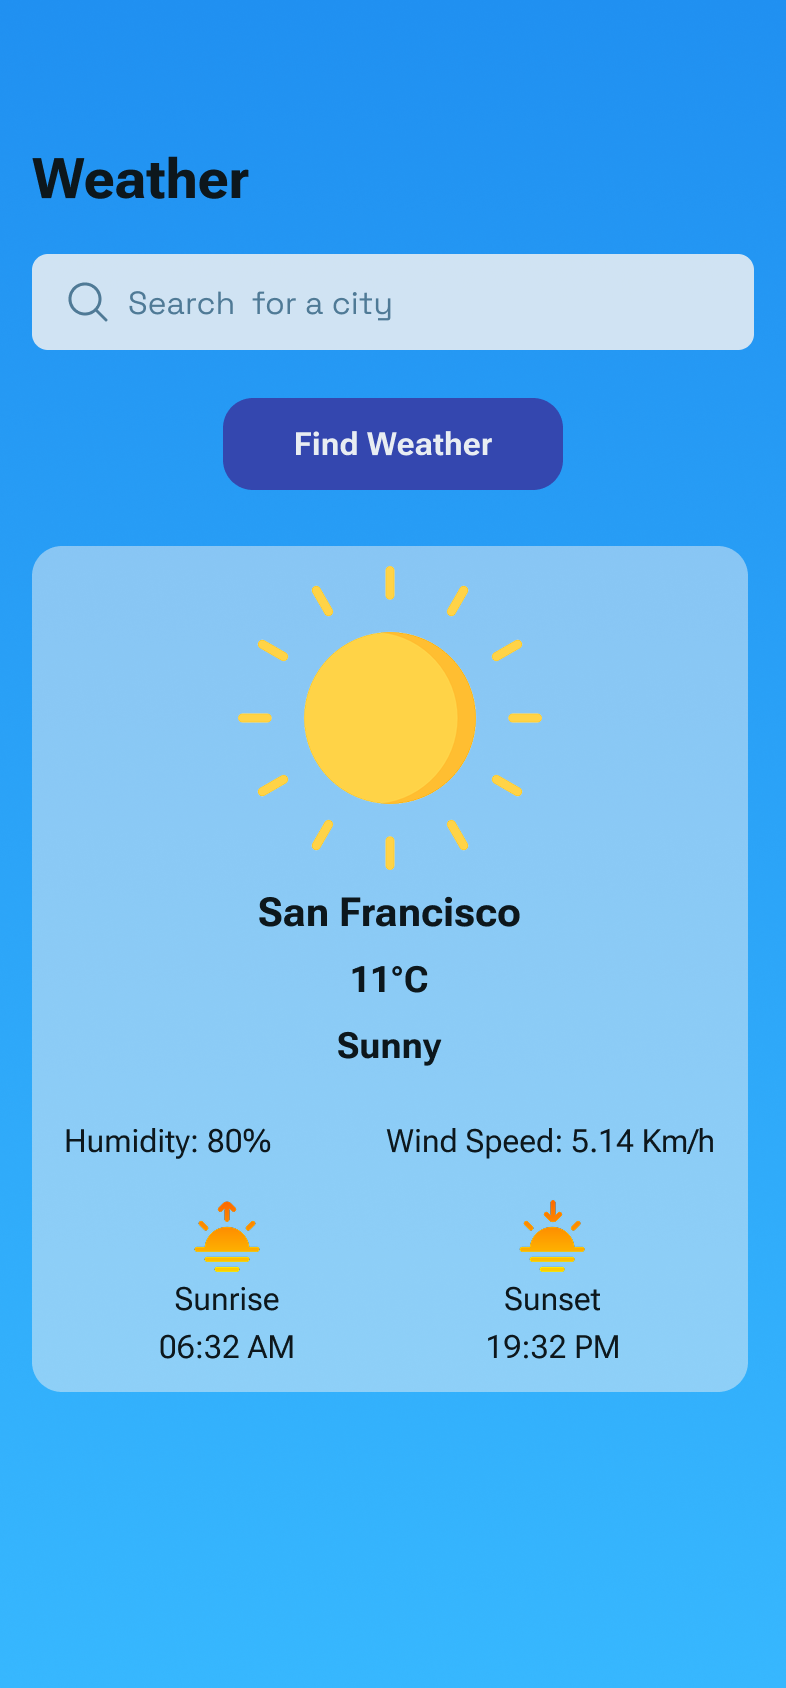 Weather
Search  for a city
Find Weather
San Francisco
11°C
Sunny
Humidity: 80% Wind Speed: 5.14 Km/h
Sunrise Sunset
06:32 AM 19:32 PM